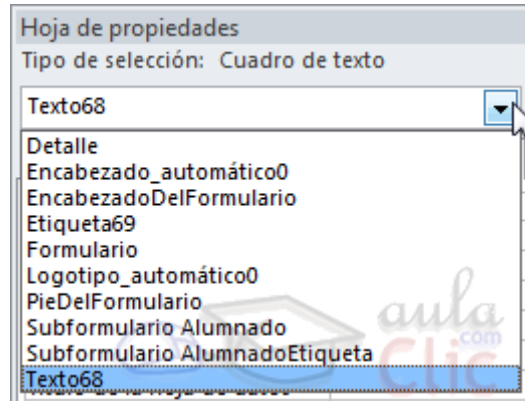 Hoja de propiedades
Tipo de selección: Cuadro de texto
Texto68
Detalle
Encabezado_automático0
EncabezadoDelFormulario
Etiqueta69
Formulario
Logotipo_automático0
PieDelFormulario
Subformulario Alumnado
Subformulario AlumnadoEtiqueta
Texto68
aula
.com
Clic